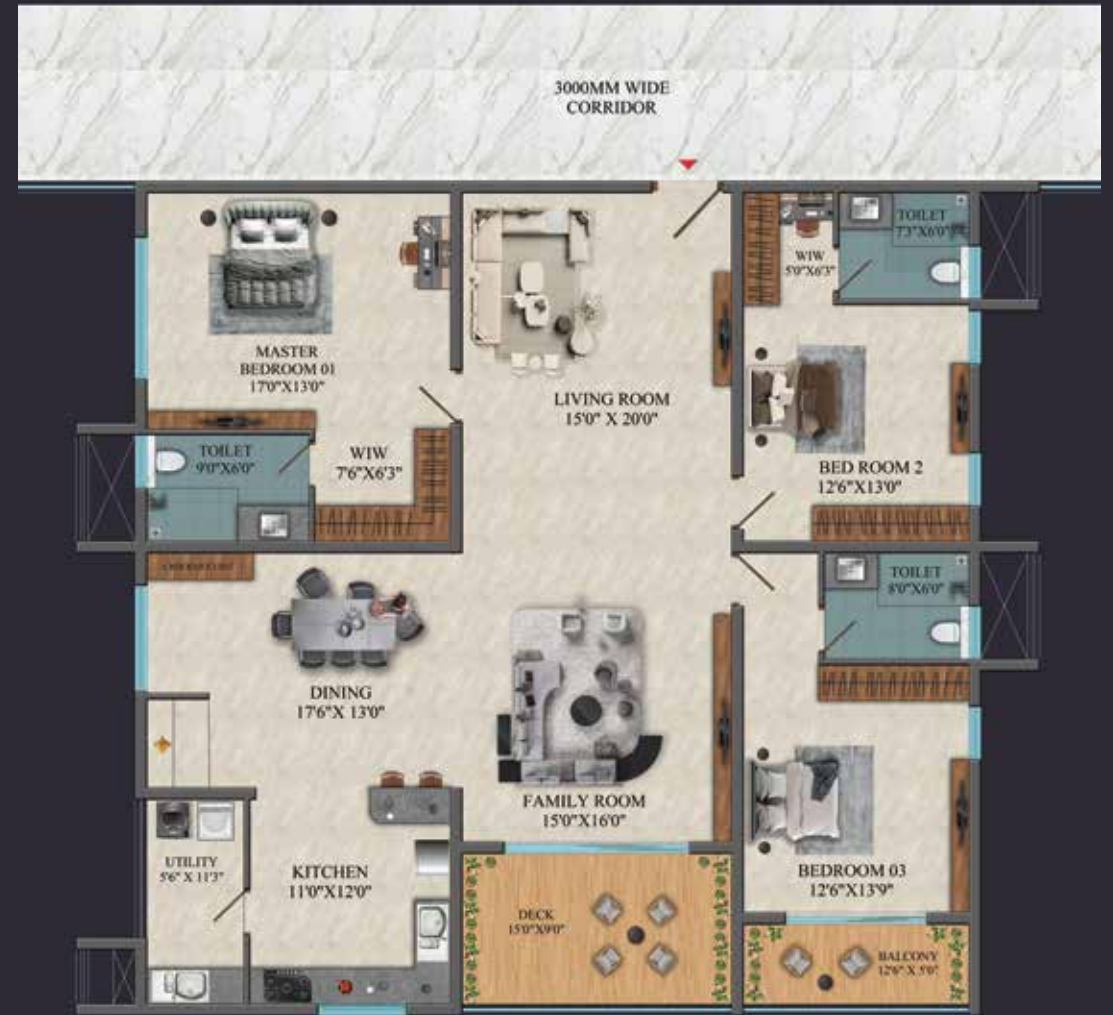 3000MM WIDE
CORRIDOR
TOILET
7'3"X6'0"
WIW
5'0"X6'3"
MASTER
BEDROOM 01
17'0"X13'0"
LIVING ROOM
15'0" X 20'0"
TOILET
9'0"X6'0"
WIW
7'6"X6'3"
BED ROOM 2
12'6"X13'0"
TOILET
8'0"X6'0"
DINING
17'6"X 13'0"
FAMILY ROOM
15'0"X16'0"
UTILITY
5'6" X 11'3"
KITCHEN
11'0"X12'0"
BEDROOM 03
12'6"X13'9"
DECK
15'0"X9'0"
BALCONY
12'6" X 5'0"